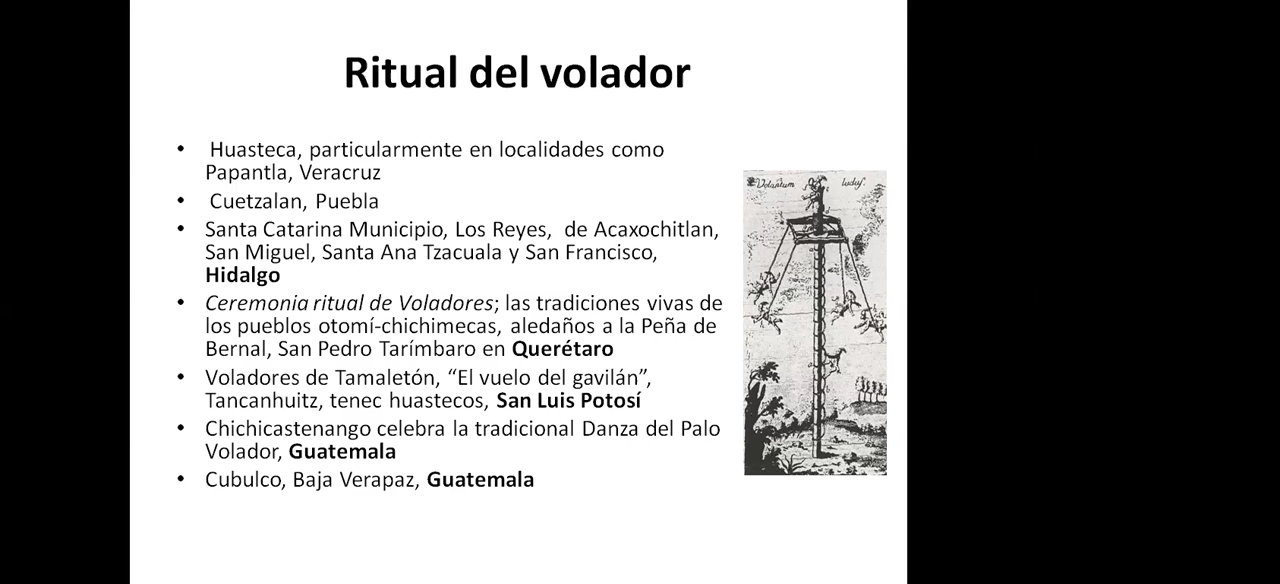 Ritual del volador
• Huasteca, particularmente en localidades como
Papantla, Veracruz
• Cuetzalan, Puebla
• Santa Catarina Municipio, Los Reyes, de Acaxochitlan,
San Miguel, Santa Ana Tzacuala y San Francisco,
Hidalgo
• Ceremonia ritual de Voladores; las tradiciones vivas de
los pueblos otomí-chichimecas, aledaños a la Peña de
Bernal, San Pedro Tarímbaro en Querétaro
• Voladores de Tamaletón, “El vuelo del gavilán”,
Tancanhuitz, tenec huastecos, San Luis Potosí
• Chichicastenango celebra la tradicional Danza del Palo
Volador, Guatemala
• Cubulco, Baja Verapaz, Guatemala
Volantum ludus.